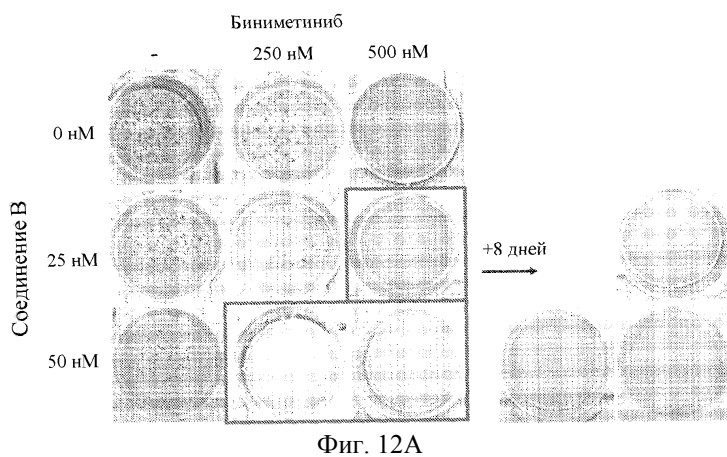 Биниметиниб
- 250 нМ 500 нМ
0 нМ
25 нМ
+8 дней
50 нМ
Соединение В
Фиг. 12А